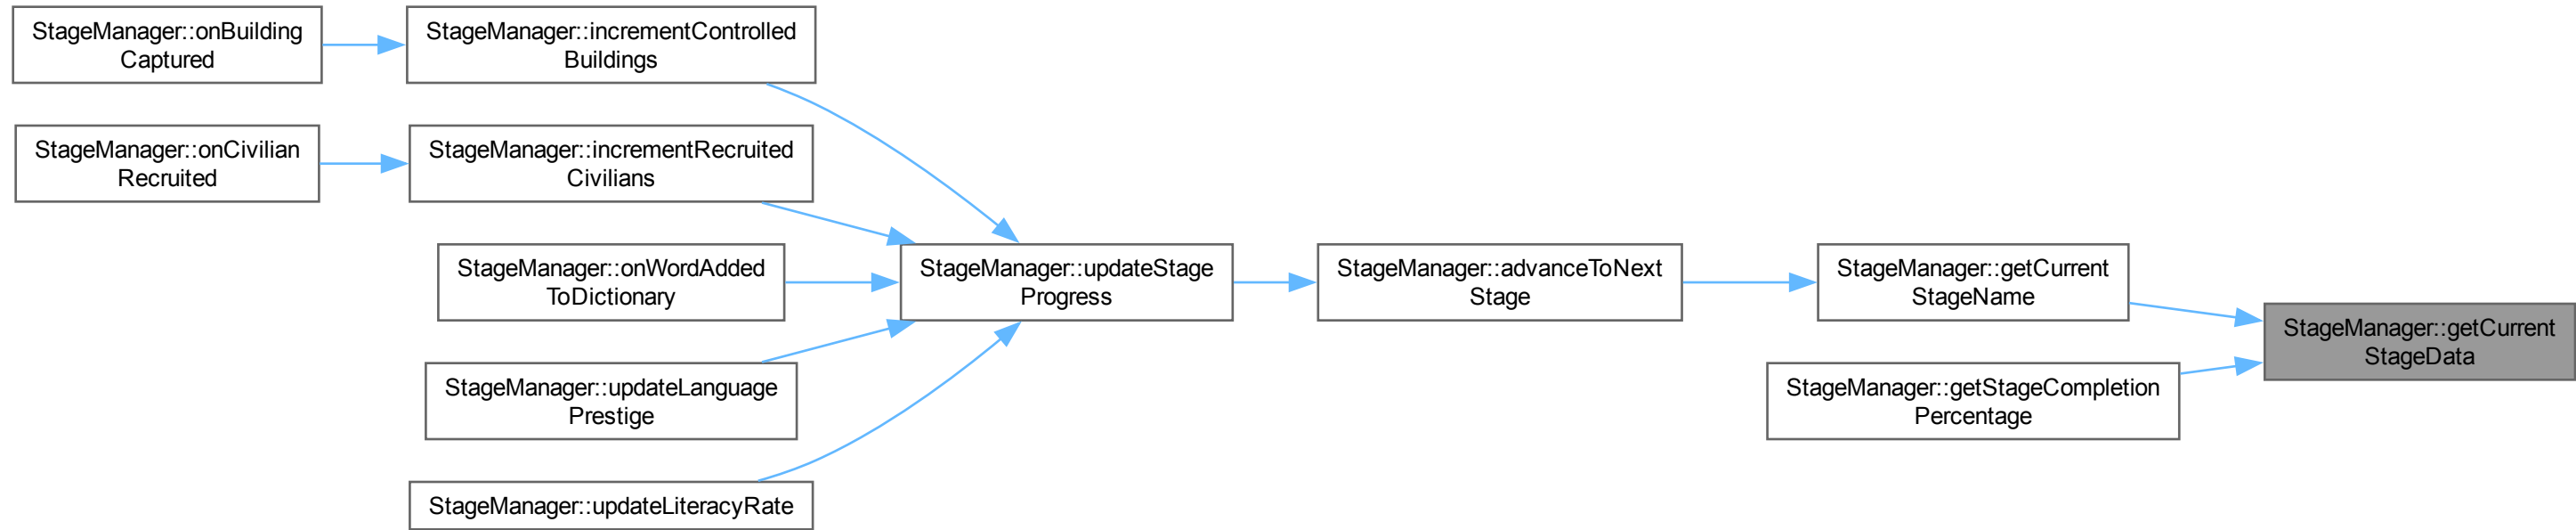 StageManager::onBuilding
Captured
StageManager::incrementControlled
Buildings
StageManager::onCivilian
Recruited
StageManager::incrementRecruited
Civilians
StageManager::onWordAdded
ToDictionary
StageManager::updateLanguage
Prestige
StageManager::updateLiteracyRate
StageManager::updateStage
Progress
StageManager::advanceToNext
Stage
StageManager::getCurrent
StageName
StageManager::getStageCompletion
Percentage
StageManager::getCurrent
StageData